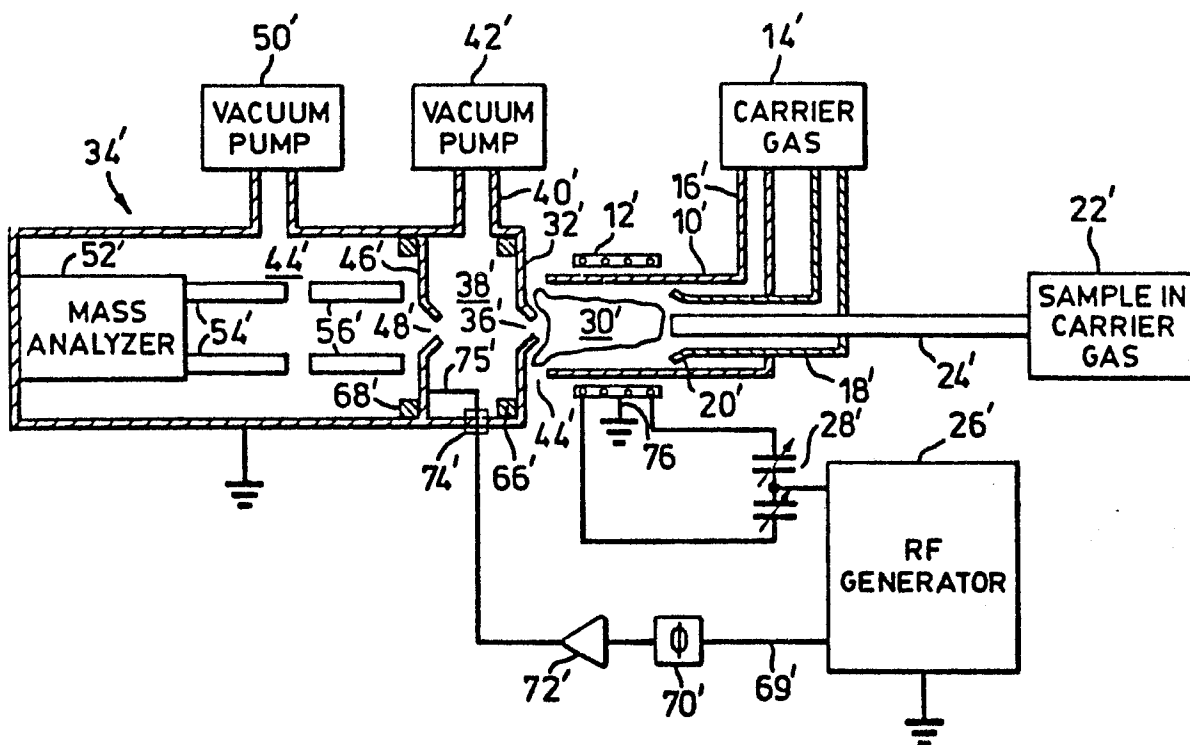 50′
42′
14′
VACUUM
PUMP
VACUUM
PUMP
CARRIER
GAS
34′
40′
16′
32′
12′
10′
22′
52′
44′
46′
38′
36′
30′
SAMPLE IN
CARRIER
GAS
MASS
ANALYZER
54′
56′
48′
75′
24′
68′
20′
18′
44′
76
28′
26′
74′
66′
RF
GENERATOR
72′
ϕ
70′
69′